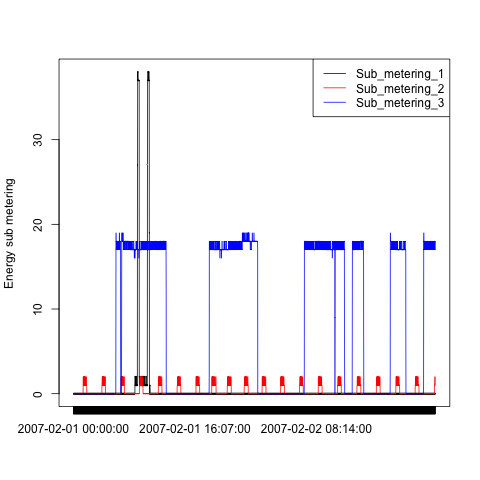 Sub_metering_1
Sub_metering_2
Sub_metering_3
Energy sub metering
30
20
10
0
2007-02-01 00:00:00 2007-02-01 16:07:00 2007-02-02 08:14:00